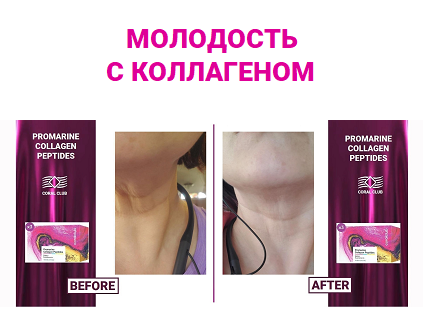 МОЛОДОСТЬ
С КОЛЛАГЕНОМ
PROMARINE
COLLAGEN
PEPTIDES
CORAL CLUB
BEFORE
PROMARINE
COLLAGEN
PEPTIDES
CORAL CLUB
AFTER